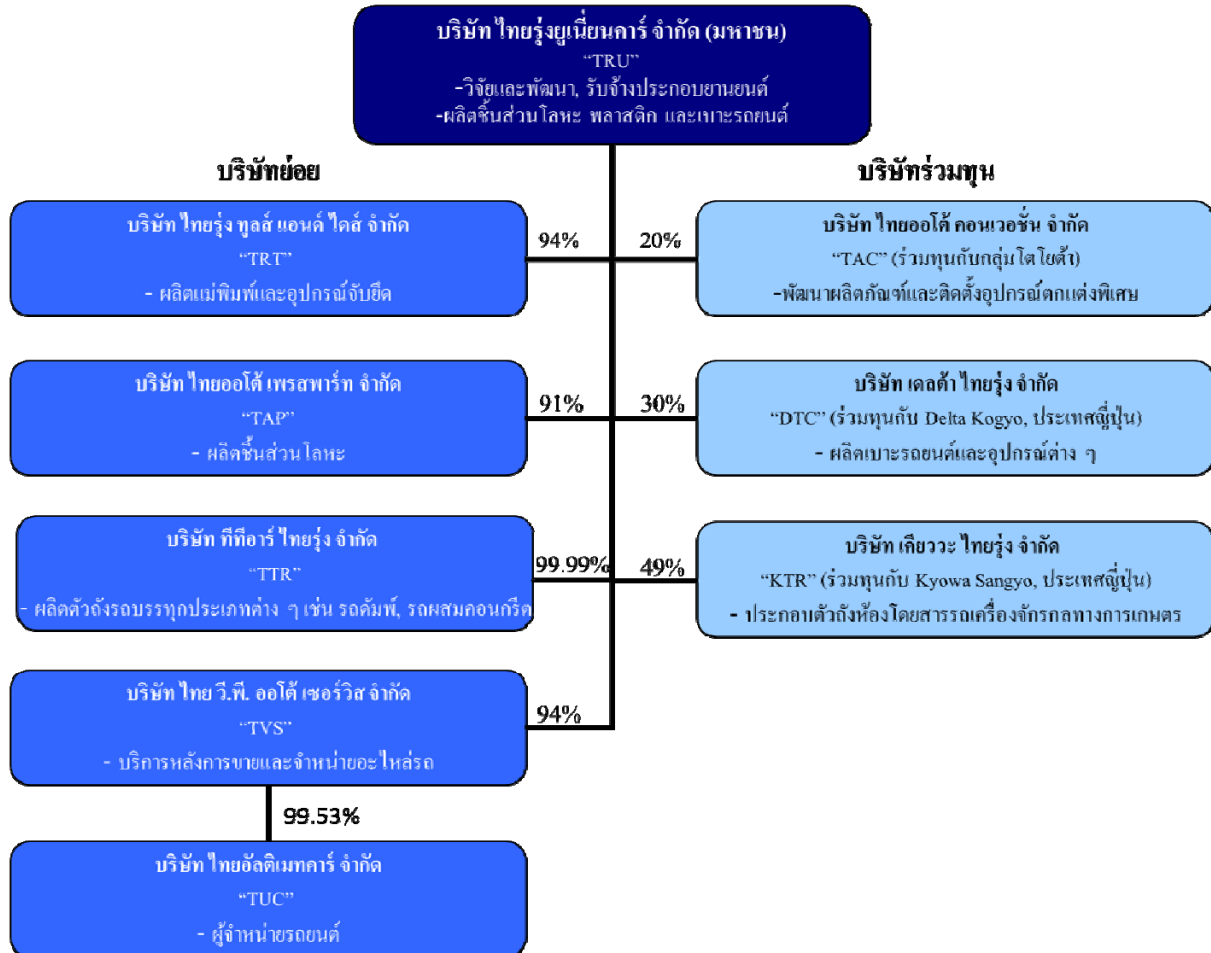 บริษัท ไทยรุ่งยูเนี่ยนคาร์ จำกัด (มหาชน)
“TRU”
-วิจัยและพัฒนา, รับจ้างประกอบยานยนต์
-ผลิตชิ้นส่วนโลหะ พลาสติก และเบาะรถยนต์
บริษัทย่อย
บริษัทร่วมทุน
บริษัท ไทยรุ่ง ทูลส์ แอนด์ ไดส์ จำกัด
“TRT”
- ผลิตแม่พิมพ์และอุปกรณ์จับยึด
94%
20%
บริษัท ไทยออโต้ คอนเวอชั่น จำกัด
“TAC” (ร่วมทุนกับกลุ่มโตโยต้า)
-พัฒนาผลิตภัณฑ์และติดตั้งอุปกรณ์ตกแต่งพิเศษ
บริษัท ไทยออโต้ เพรสพาร์ท จำกัด
“TAP”
- ผลิตชิ้นส่วนโลหะ
91%
30%
บริษัท เดลต้า ไทยรุ่ง จำกัด
“DTC” (ร่วมทุนกับ Delta Kogyo, ประเทศญี่ปุ่น)
- ผลิตเบาะรถยนต์และอุปกรณ์ต่าง ๆ
บริษัท ทีทีอาร์ ไทยรุ่ง จำกัด
“TTR”
- ผลิตตัวถังรถบรรทุกประเภทต่าง ๆ เช่น รถดัมพ์, รถผสมคอนกรีต
99.99%
49%
บริษัท เคียววะ ไทยรุ่ง จำกัด
“KTR” (ร่วมทุนกับ Kyowa Sangyo, ประเทศญี่ปุ่น)
- ประกอบตัวถังห้องโดยสารรถเครื่องจักรกลทางการเกษตร
บริษัท ไทย วี.พี. ออโต้ เซอร์วิส จำกัด
“TVS”
- บริการหลังการขายและจำหน่ายอะไหล่รถ
94%
99.53%
บริษัท ไทยอัลติเมทคาร์ จำกัด
“TUC”
- ผู้จำหน่ายรถยนต์